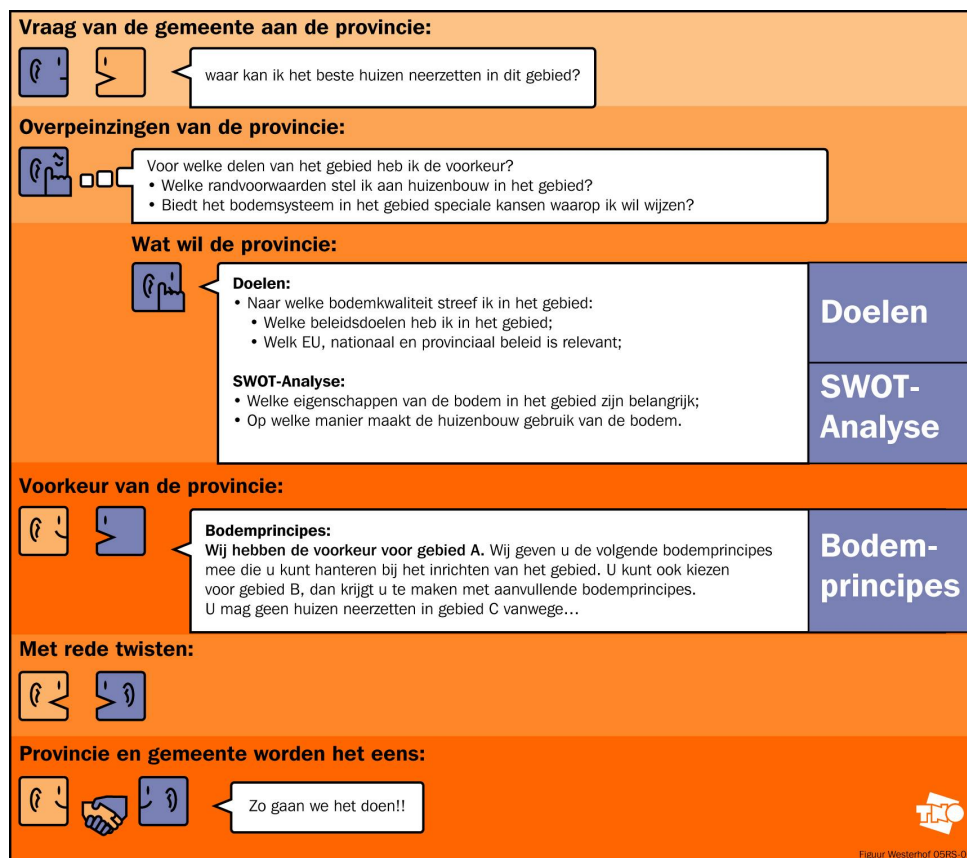 Vraag van de gemeente aan de provincie:
waar kan ik het beste huizen neerzetten in dit gebied?
Overpeinzingen van de provincie:
Voor welke delen van het gebied heb ik de voorkeur?
• Welke randvoorwaarden stel ik aan huizenbouw in het gebied?
• Biedt het bodemsysteem in het gebied speciale kansen waarop ik wil wijzen?
Wat wil de provincie:
Doelen:
• Naar welke bodemkwaliteit streef ik in het gebied:
• Welke beleidsdoelen heb ik in het gebied;
• Welk EU, nationaal en provinciaal beleid is relevant;
Doelen
SWOT-Analyse:
• Welke eigenschappen van de bodem in het gebied zijn belangrijk;
• Op welke manier maakt de huizenbouw gebruik van de bodem.
SWOT-
Analyse
Voorkeur van de provincie:
Bodemprincipes:
Wij hebben de voorkeur voor gebied A. Wij geven u de volgende bodemprincipes
mee die u kunt hanteren bij het inrichten van het gebied. U kunt ook kiezen
voor gebied B, dan krijgt u te maken met aanvullende bodemprincipes.
U mag geen huizen neerzetten in gebied C vanwege…
Bodem-
principes
Met rede twisten:
Provincie en gemeente worden het eens:
Zo gaan we het doen!!
TNO
Figuur Westerhof 05RS-0